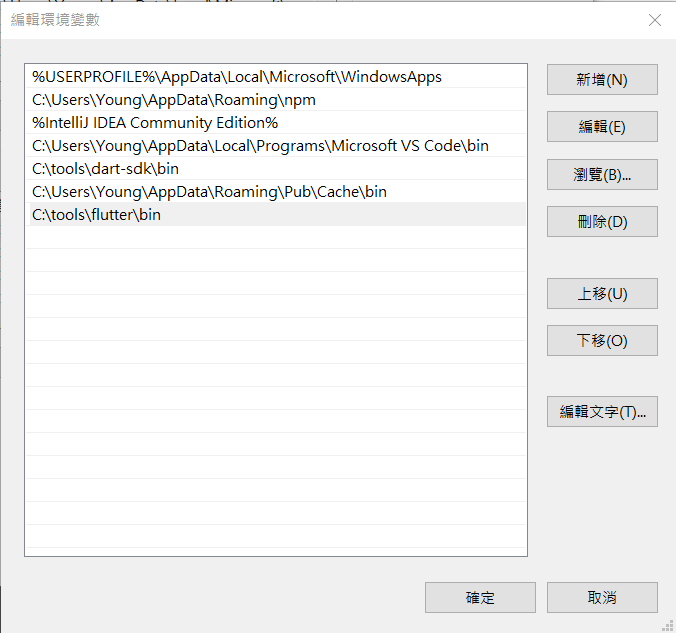 編輯環境變數
%USERPROFILE%\AppData\Local\Microsoft\WindowsApps
C:\Users\Young\AppData\Roaming\npm
%IntelliJ IDEA Community Edition%
C:\Users\Young\AppData\Local\Programs\Microsoft VS Code\bin
C:\tools\dart-sdk\bin
C:\Users\Young\AppData\Roaming\Pub\Cache\bin
C:\tools\flutter\bin
新增(N)
編輯(E)
瀏覽(B)...
刪除(D)
上移(U)
下移(O)
編輯文字(T)...
確定
取消